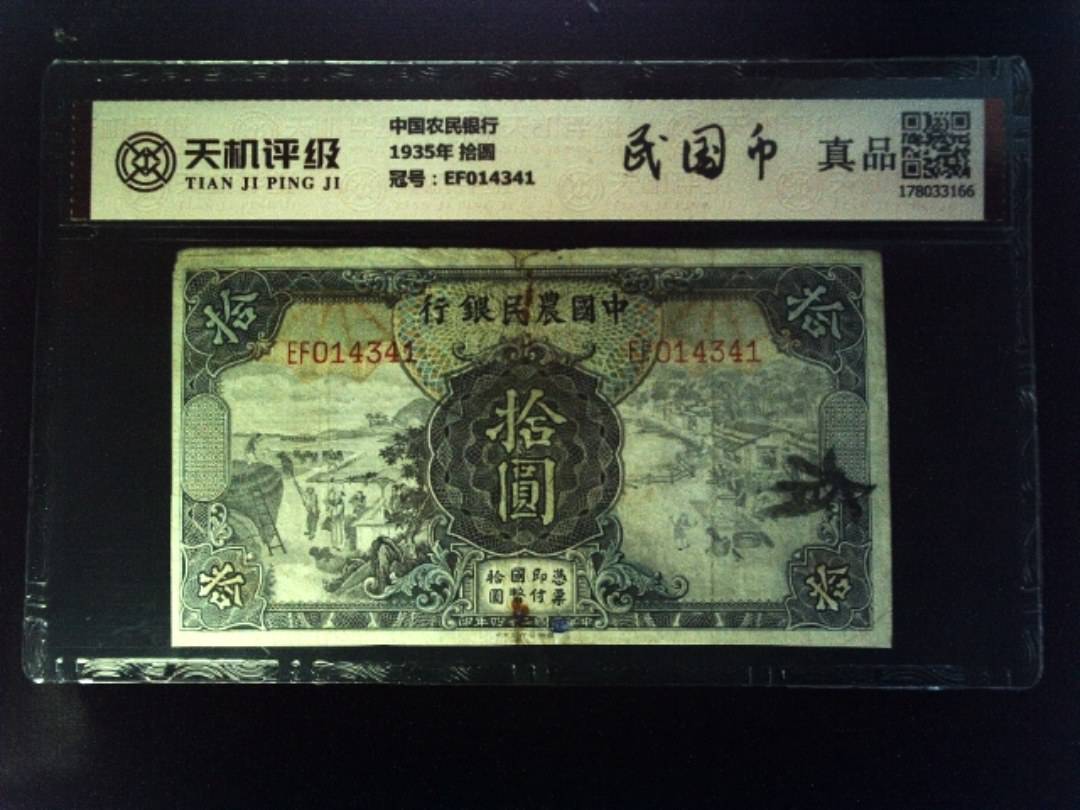 天机评级
TIAN JI PING JI
中国农民银行
1935年 拾圆
冠号：EF014341
民国币
真品
178033166
行銀民農國中
拾
拾
EF014341
EF014341
拾
圓
拾國即憑
圓幣付票
拾
拾